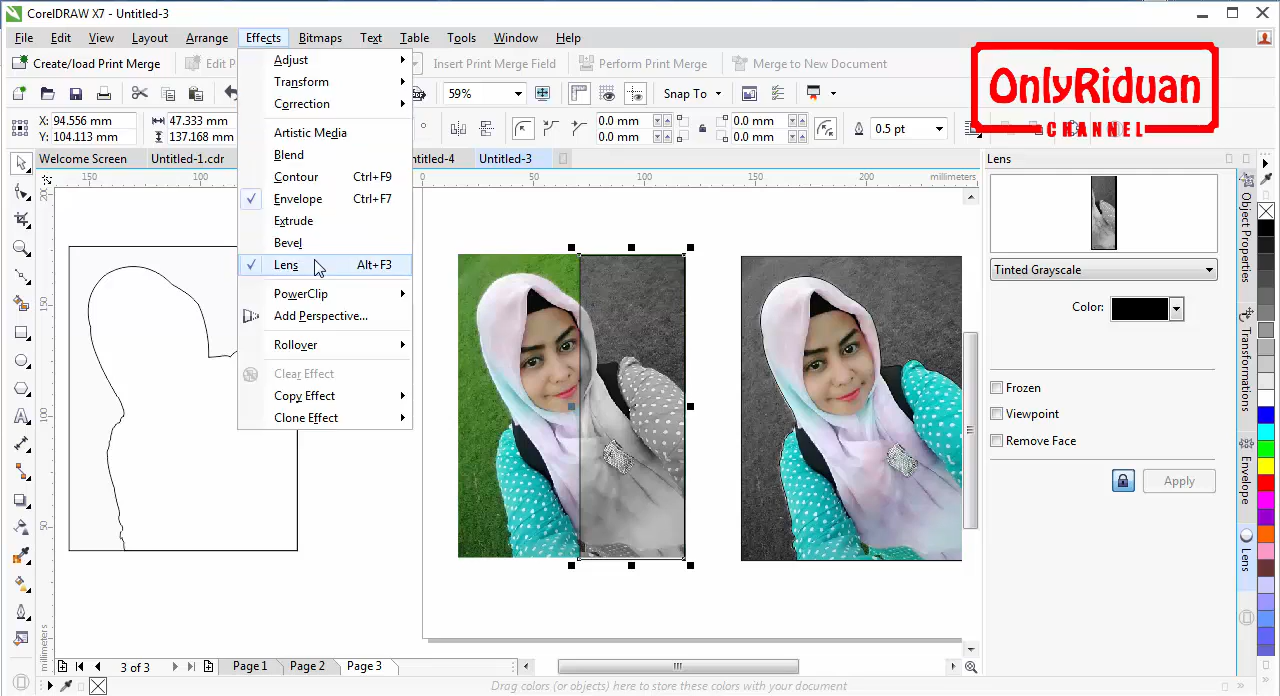 CorelDRAW X7 - Untitled-3
File Edit View Layout Arrange Effects Bitmaps Text Table Tools Window Help
Create/load Print Merge Edit P Insert Print Merge Field Perform Print Merge Merge to New Document
59% Snap To
X: 94.556 mm 47.333 mm 0.0 mm 0.0 mm 0.5 pt
Y: 104.113 mm 137.168 mm 0.0 mm 0.0 mm
OnlyRiduan
CHANNEL
Welcome Screen Untitled-1.cdr ntitled-4 Untitled-3
150 100 0 50 100 150 200 millimeters
200
150
100
50
millimeters
Adjust
Transform
Correction
Artistic Media
Blend
Contour Ctrl+F9
Envelope Ctrl+F7
Extrude
Bevel
Lens Alt+F3
PowerClip
Add Perspective...
Rollover
Clear Effect
Copy Effect
Clone Effect
Lens
Tinted Grayscale
Color:
Frozen
Viewpoint
Remove Face
Apply
Object Properties
Transformations
Envelope
Lens
3 of 3 Page 1 Page 2 Page 3
Drag colors (or objects) here to store these colors with your document